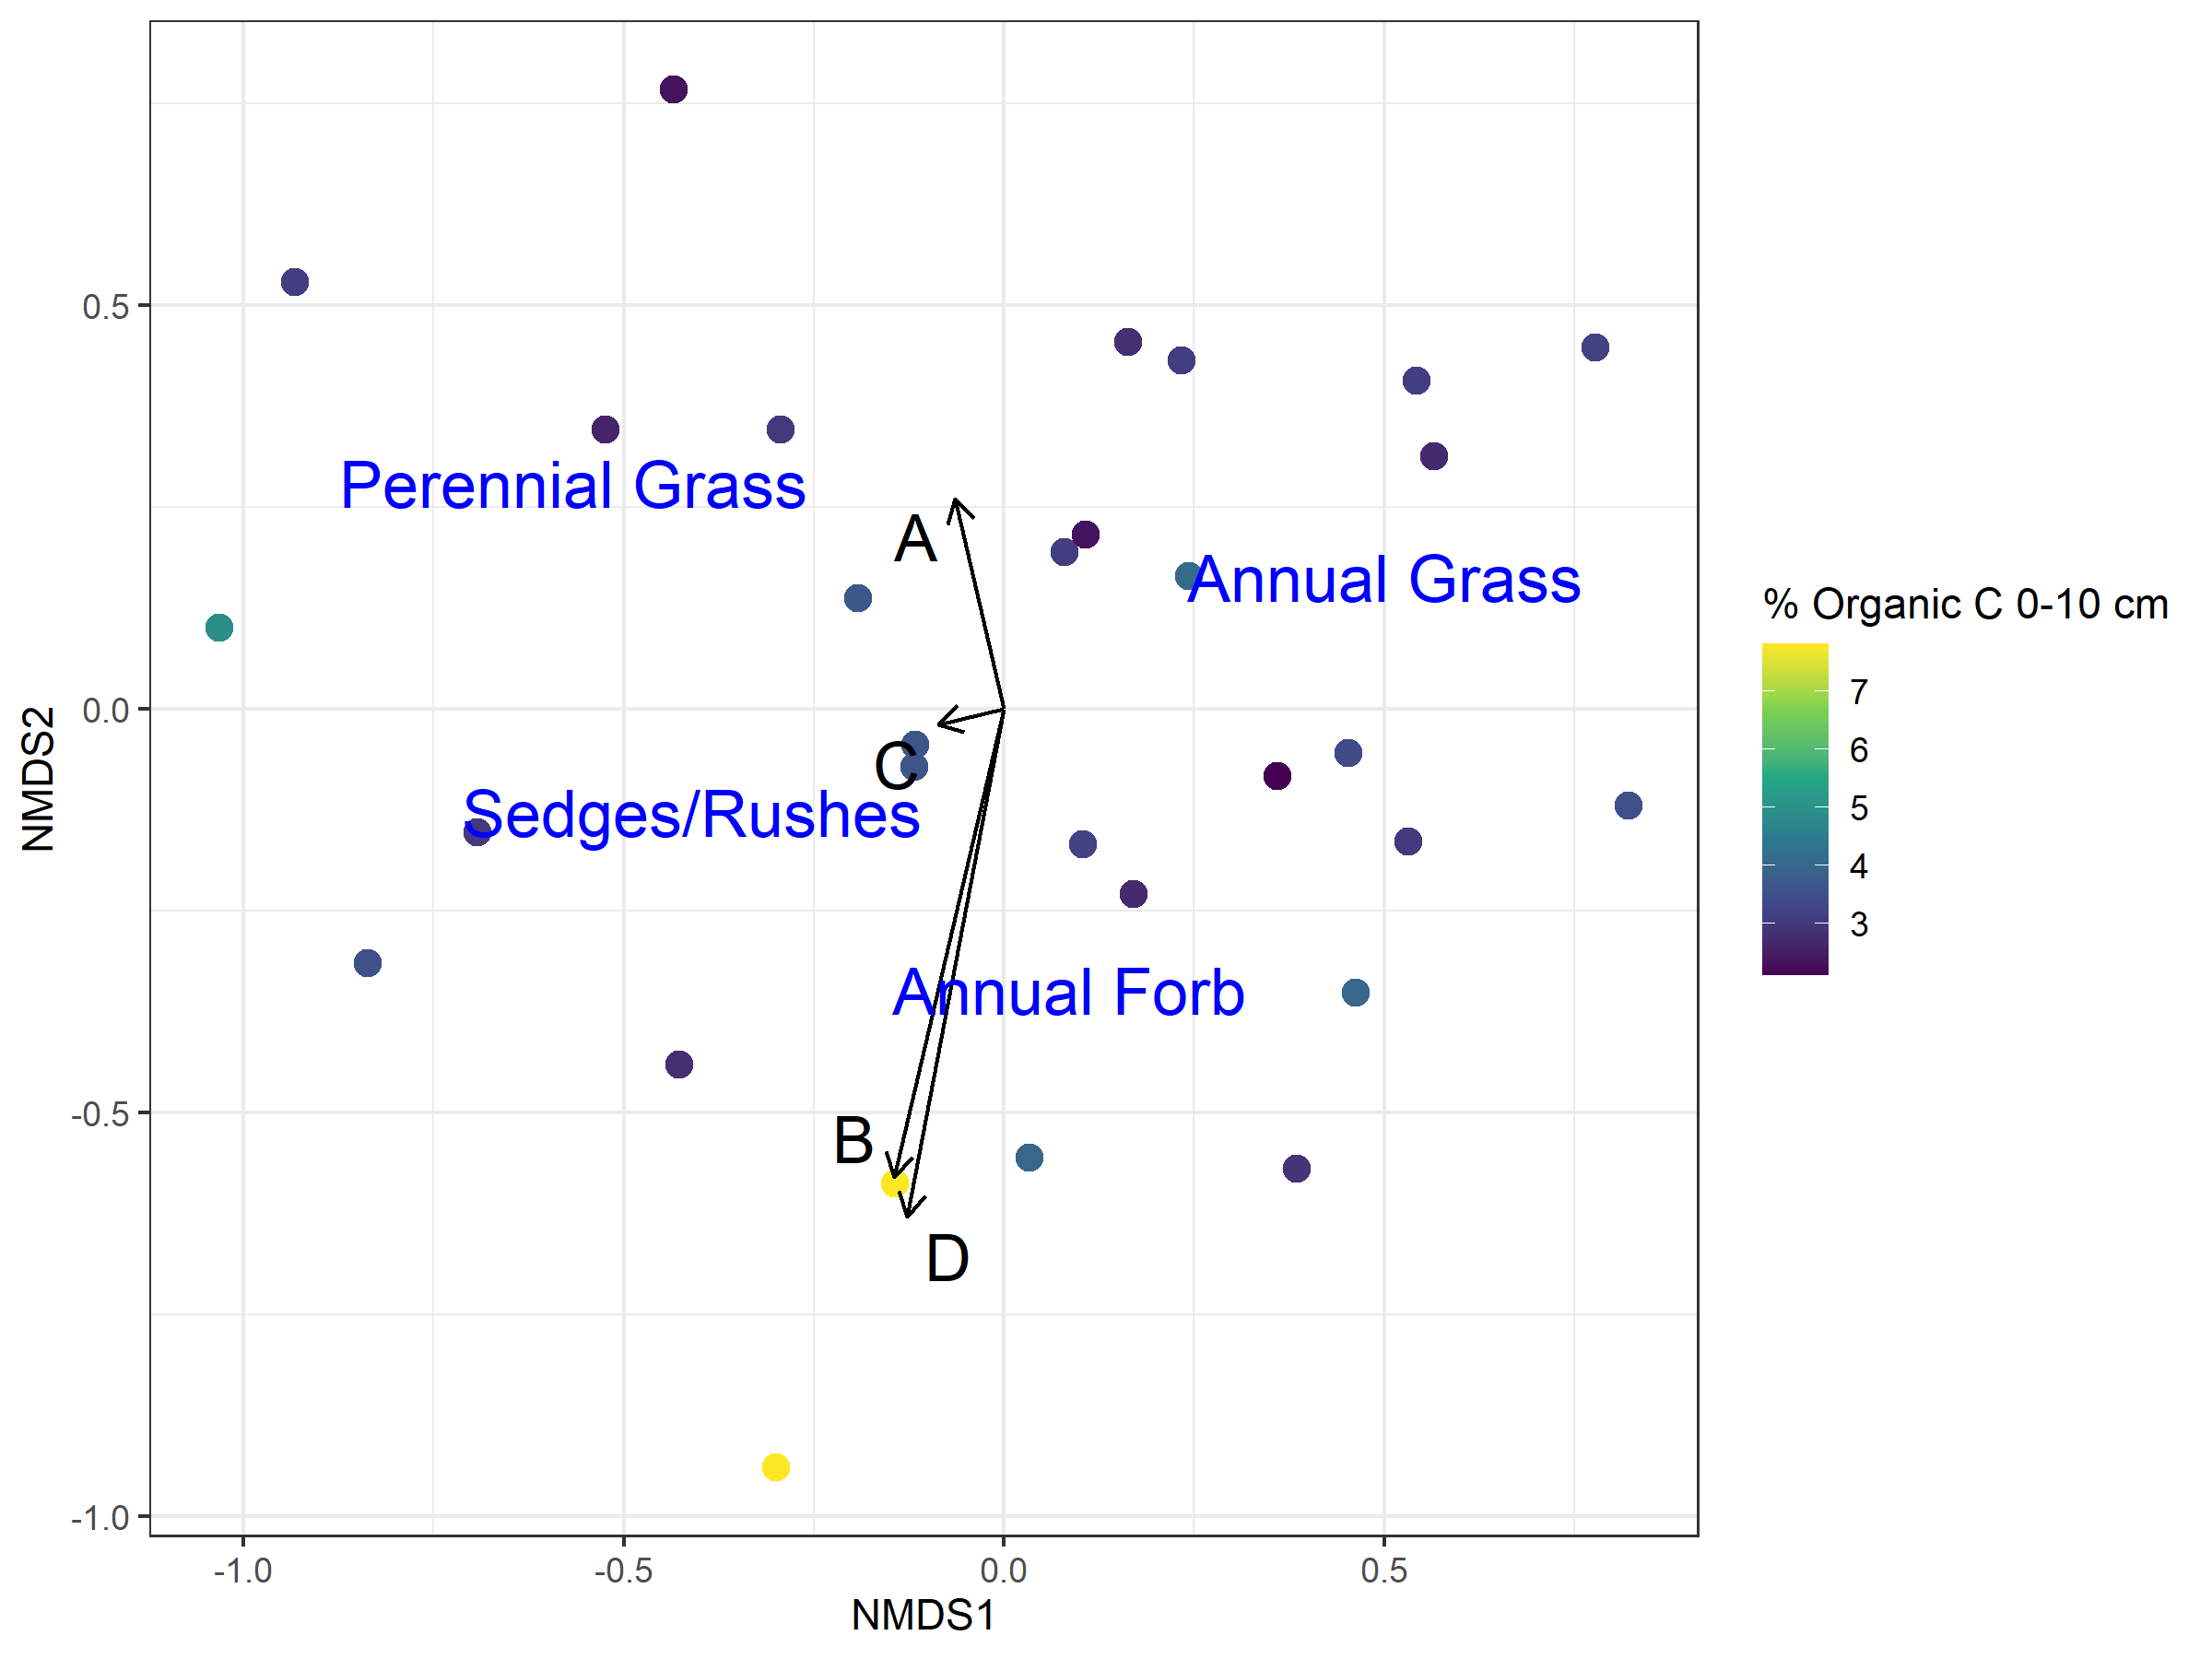 0.5
Perennial Grass
A
Annual Grass
% Organic C 0-10 cm
7
6
5
4
3
0.0
NMDS2
C
Sedges/Rushes
Annual Forb
-0.5
B
D
-1.0
-1.0 -0.5 0.0 0.5
NMDS1